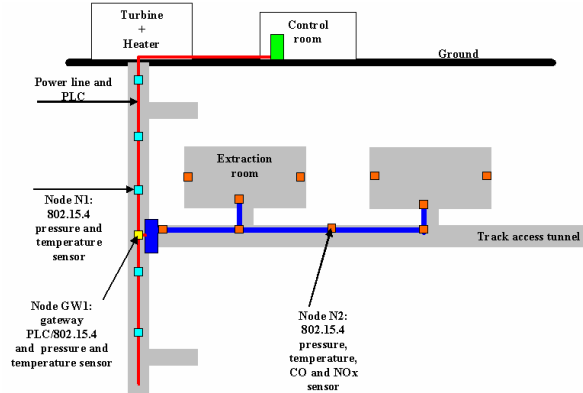 Turbine
+
Heater
Control
room
Ground
Power line and
PLC
Extraction
room
Node N1:
802.15.4
pressure and
temperature
sensor
Track access tunnel
Node GW1:
gateway
PLC/802.15.4
and pressure and
temperature sensor
Node N2:
802.15.4
pressure,
temperature,
CO and NOx
sensor